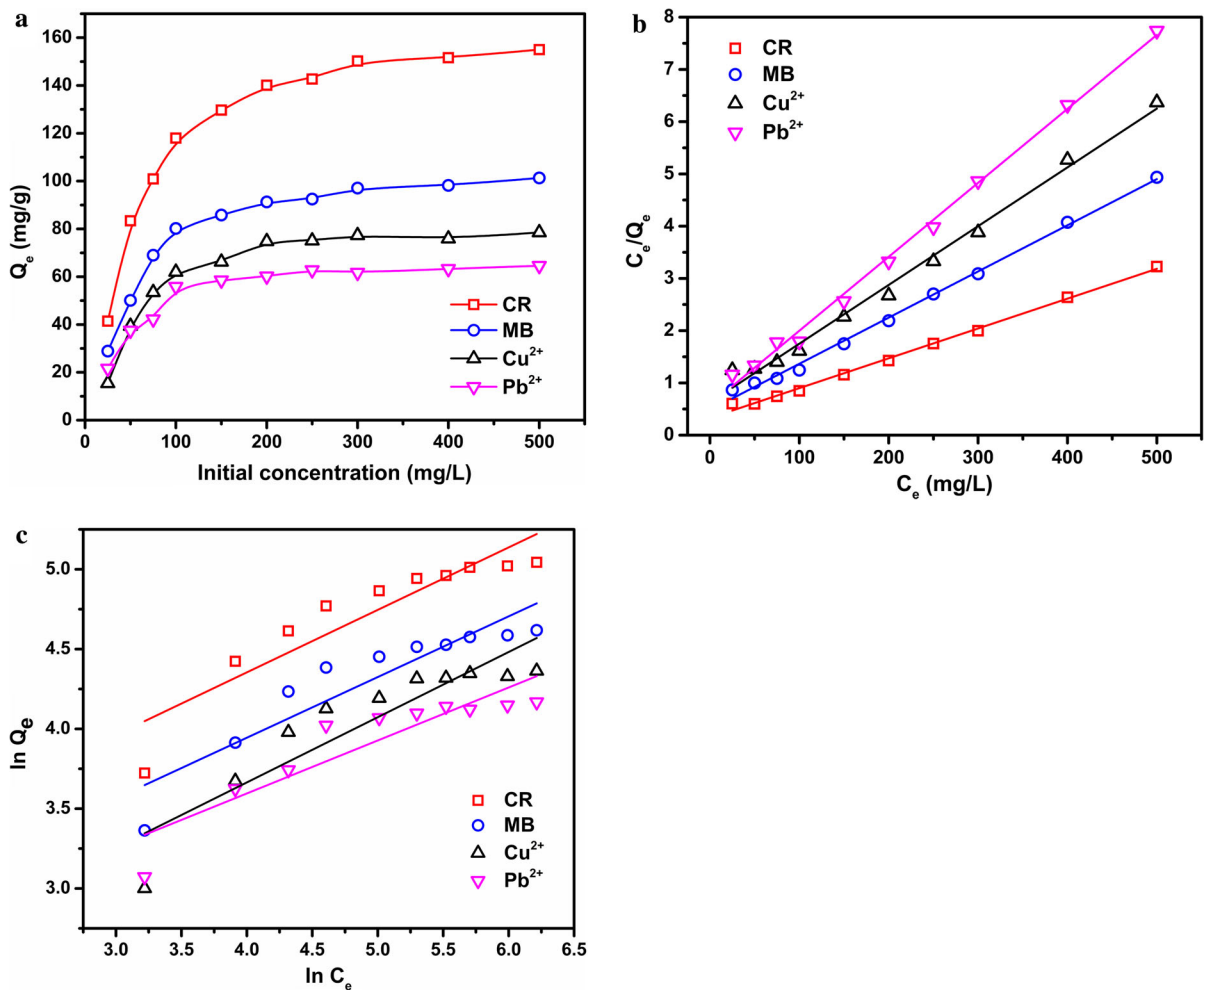 a
Q_e (mg/g)
160
140
120
100
80
60
40
20
0
CR
MB
Cu²⁺
Pb²⁺
0 100 200 300 400 500
Initial concentration (mg/L)
b
C_e/Q_e
8
7
6
5
4
3
2
1
0
CR
MB
Cu²⁺
Pb²⁺
0 100 200 300 400 500
C_e (mg/L)
c
ln Q_e
5.0
4.5
4.0
3.5
3.0
CR
MB
Cu²⁺
Pb²⁺
3.0 3.5 4.0 4.5 5.0 5.5 6.0 6.5
ln C_e